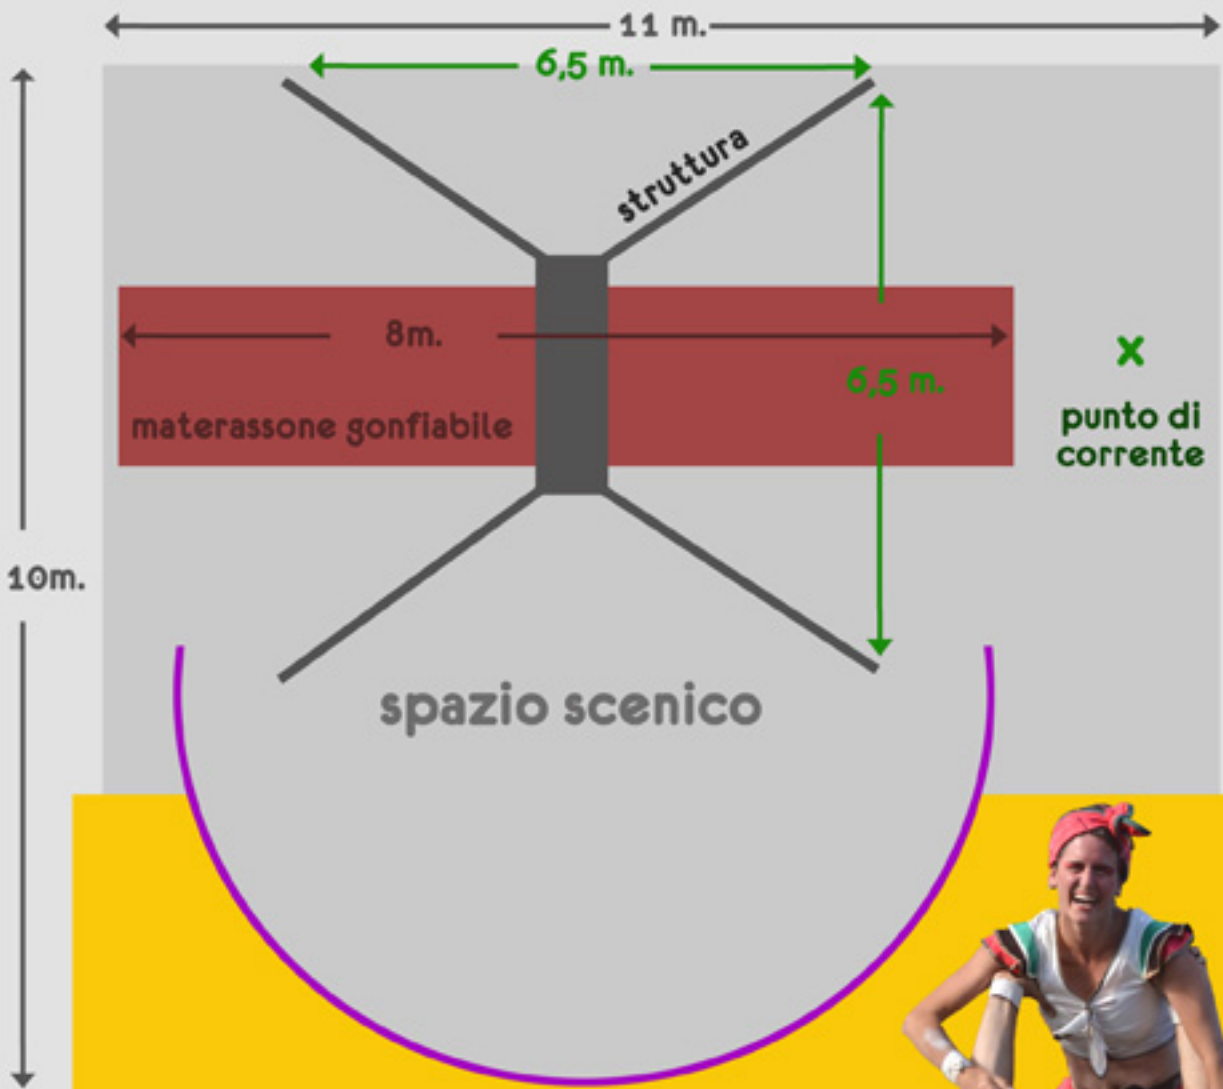 11 m.
6,5 m.
struttura
8m.
6,5 m.
x
materassone gonfiabile
punto di
corrente
10m.
spazio scenico